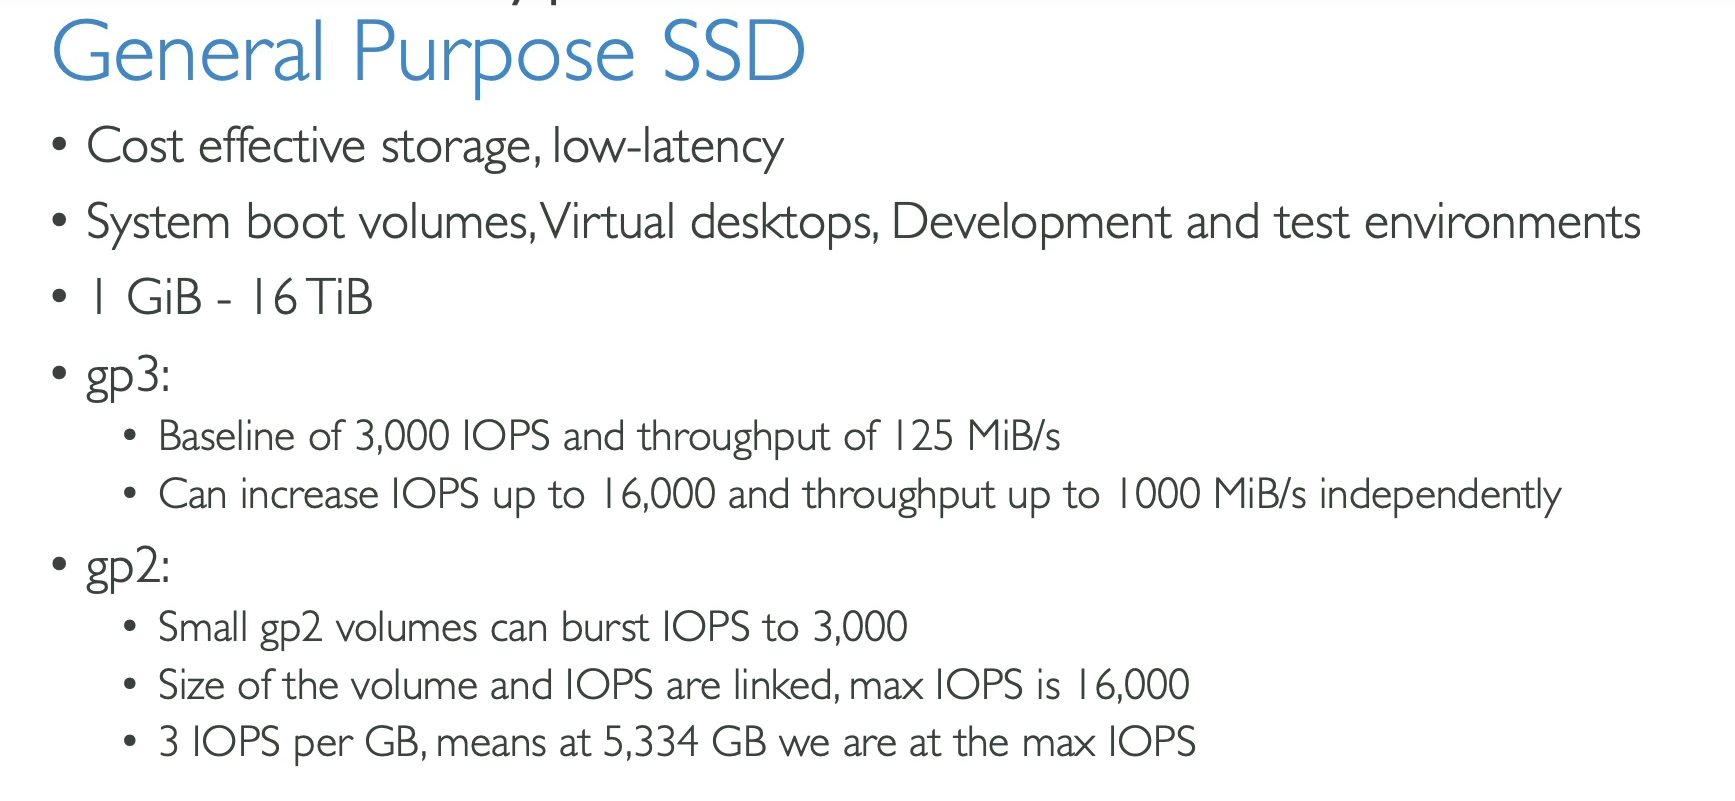 General Purpose SSD
• Cost effective storage, low-latency
• System boot volumes, Virtual desktops, Development and test environments
• 1 GiB - 16 TiB
• gp3:
• Baseline of 3,000 IOPS and throughput of 125 MiB/s
• Can increase IOPS up to 16,000 and throughput up to 1000 MiB/s independently
• gp2:
• Small gp2 volumes can burst IOPS to 3,000
• Size of the volume and IOPS are linked, max IOPS is 16,000
• 3 IOPS per GB, means at 5,334 GB we are at the max IOPS